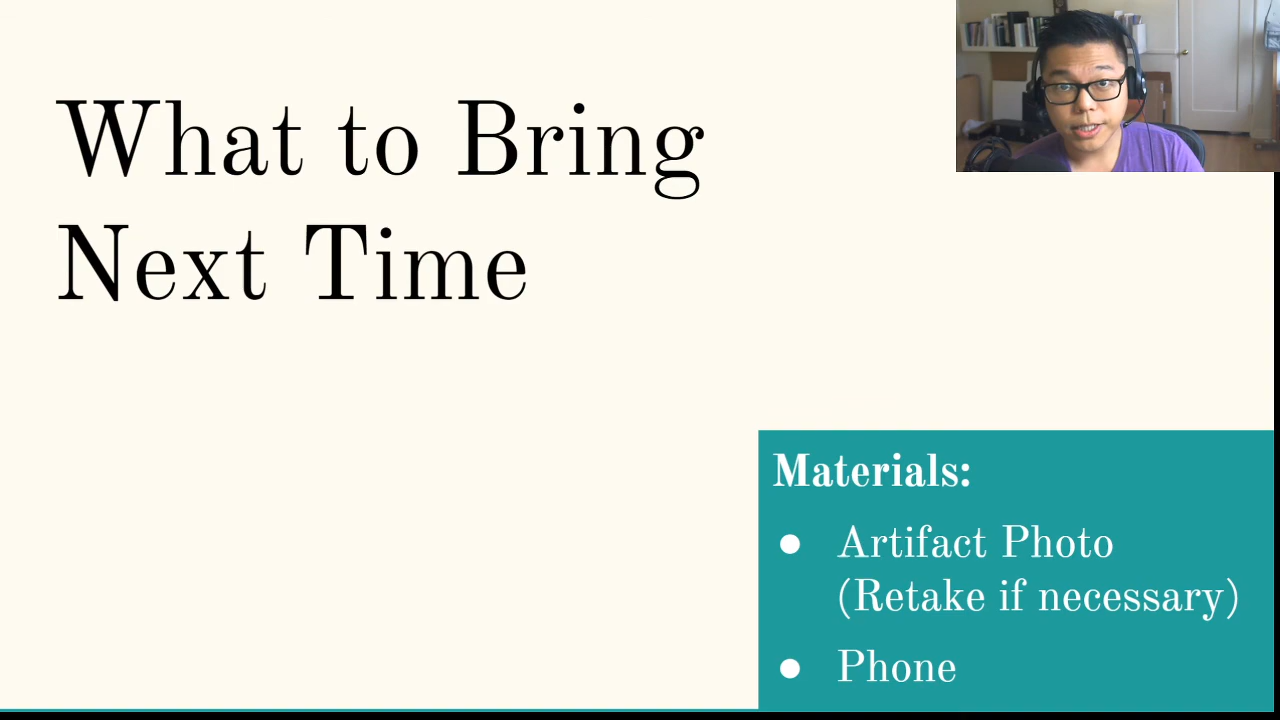 What to Bring
Next Time
Materials:
● Artifact Photo
(Retake if necessary)
● Phone